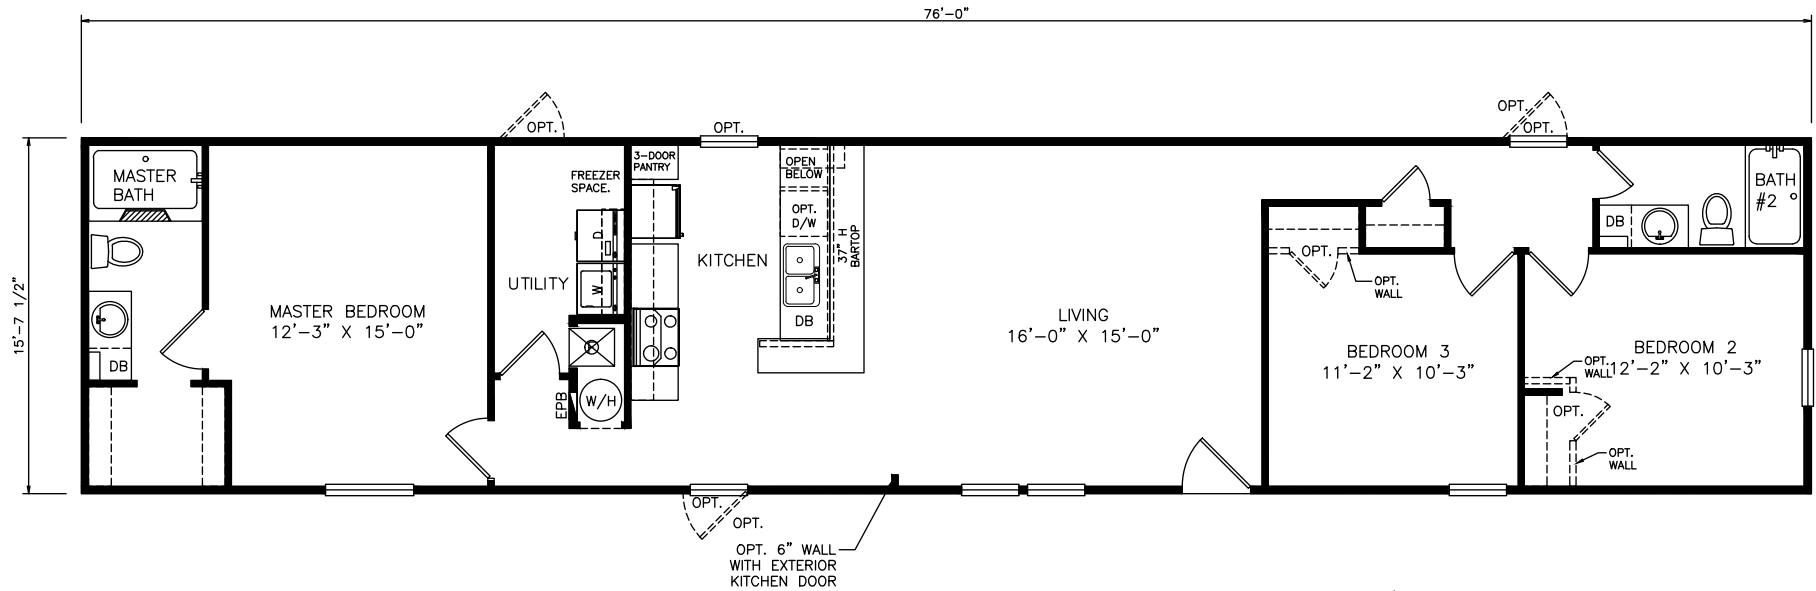 76'-0"
15'-7 1/2"
OPT.
OPT.
OPT.
OPT.
MASTER
BATH
DB
MASTER BEDROOM
12'-3" X 15'-0"
FREEZER
SPACE.
D
W
UTILITY
EPB
W/H
3-DOOR
PANTRY
KITCHEN
OPEN
BELOW
OPT.
D/W
DB
37" H
BARTOP
LIVING
16'-0" X 15'-0"
OPT.
OPT.
WALL
BEDROOM 3
11'-2" X 10'-3"
DB
BATH
#2
BEDROOM 2
12'-2" X 10'-3"
OPT.
WALL
OPT.
OPT.
WALL
OPT.
OPT.
OPT. 6" WALL
WITH EXTERIOR
KITCHEN DOOR